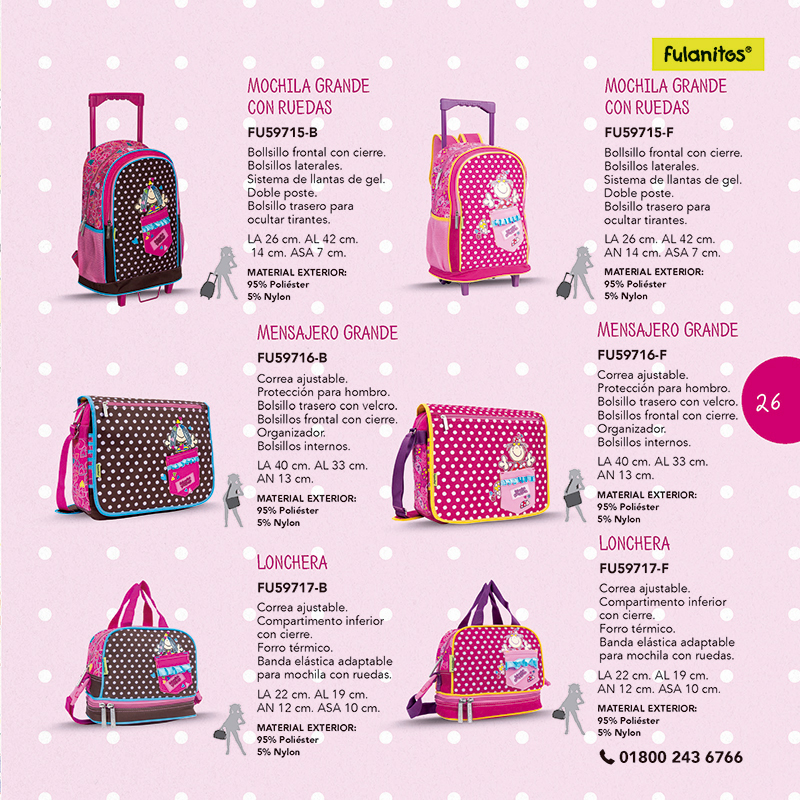 Fulanitos®
MOCHILA GRANDE
CON RUEDAS
FU59715-B
Bollsillo frontal con cierre.
Bolsillos laterales.
Sistema de llantas de gel.
Doble poste.
Bolsillo trasero para
ocultar tirantes.
LA 26 cm. AL 42 cm.
14 cm. ASA 7 cm.
MATERIAL EXTERIOR:
95% Poliéster
5% Nylon
MOCHILA GRANDE
CON RUEDAS
FU59715-F
Bollsillo frontal con cierre.
Bolsillos laterales.
Sistema de llantas de gel.
Doble poste.
Bolsillo trasero para
ocultar tirantes.
LA 26 cm. AL 42 cm.
AN 14 cm. ASA 7 cm.
MATERIAL EXTERIOR:
95% Poliéster
5% Nylon
MENSAJERO GRANDE
FU59716-B
Correa ajustable.
Protección para hombro.
Bolsillo trasero con velcro.
Bolsillos frontal con cierre.
Organizador.
Bolsillos internos.
LA 40 cm. AL 33 cm.
AN 13 cm.
MATERIAL EXTERIOR:
95% Poliéster
5% Nylon
MENSAJERO GRANDE
FU59716-F
Correa ajustable.
Protección para hombro.
Bolsillo trasero con velcro.
Bolsillos frontal con cierre.
Organizador.
Bolsillos internos.
LA 40 cm. AL 33 cm.
AN 13 cm.
MATERIAL EXTERIOR:
95% Poliéster
5% Nylon
26
LONCHERA
FU59717-B
Correa ajustable.
Compartimento inferior
con cierre.
Forro térmico.
Banda elástica adaptable
para mochila con ruedas.
LA 22 cm. AL 19 cm.
AN 12 cm. ASA 10 cm.
MATERIAL EXTERIOR:
95% Poliéster
5% Nylon
LONCHERA
FU59717-F
Correa ajustable.
Compartimento inferior
con cierre.
Forro térmico.
Banda elástica adaptable
para mochila con ruedas.
LA 22 cm. AL 19 cm.
AN 12 cm. ASA 10 cm.
MATERIAL EXTERIOR:
95% Poliéster
5% Nylon
01800 243 6766